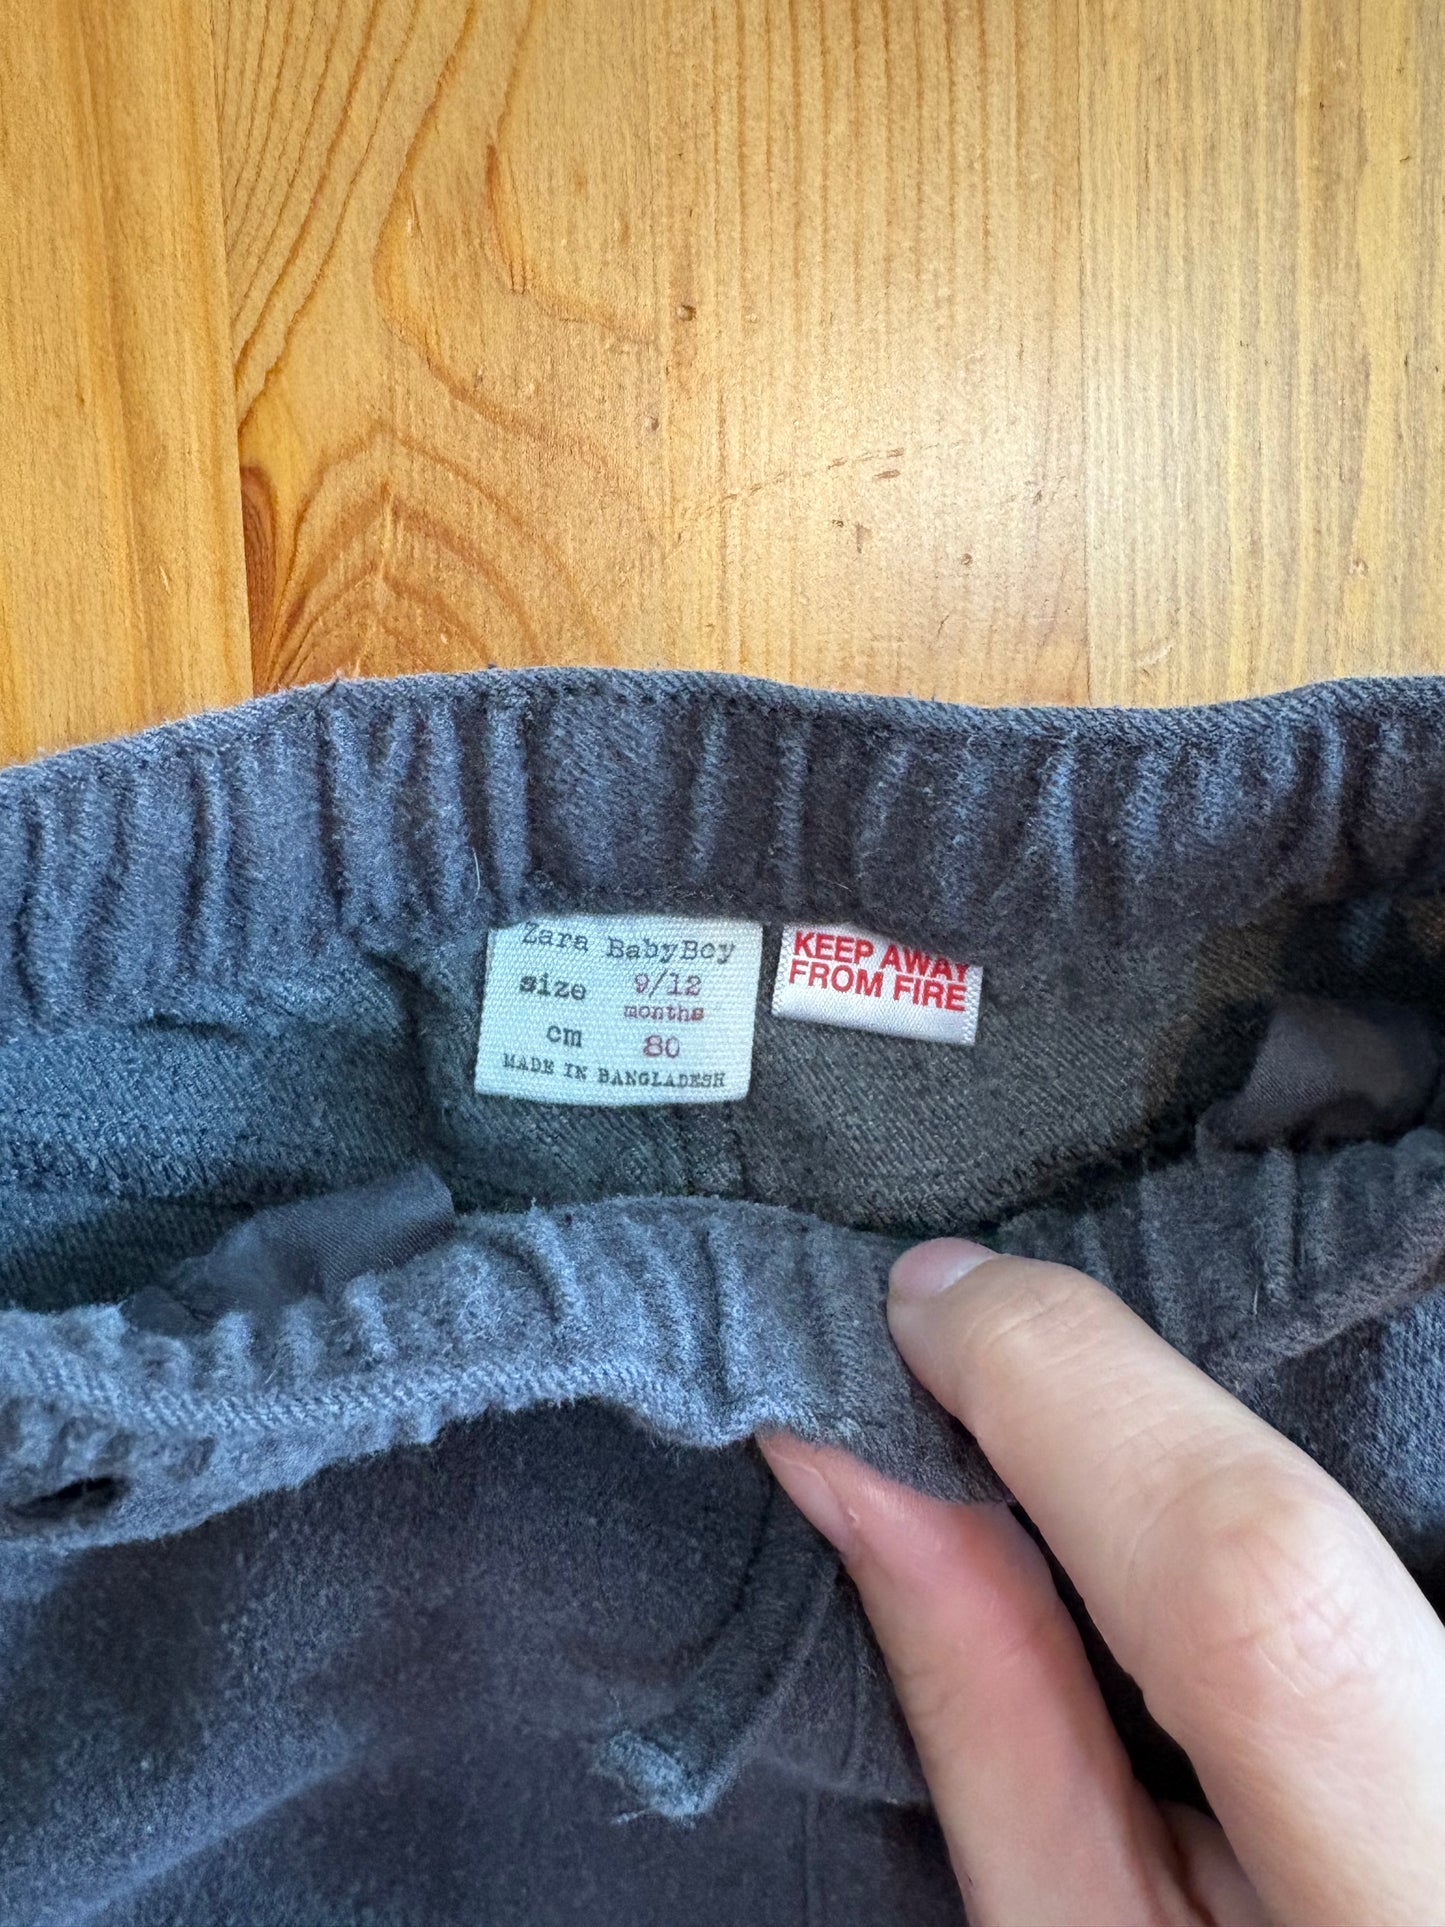 Zara BabyBoy
size 9/12
months
cm 80
MADE IN BANGLADESH
KEEP AWAY
FROM FIRE